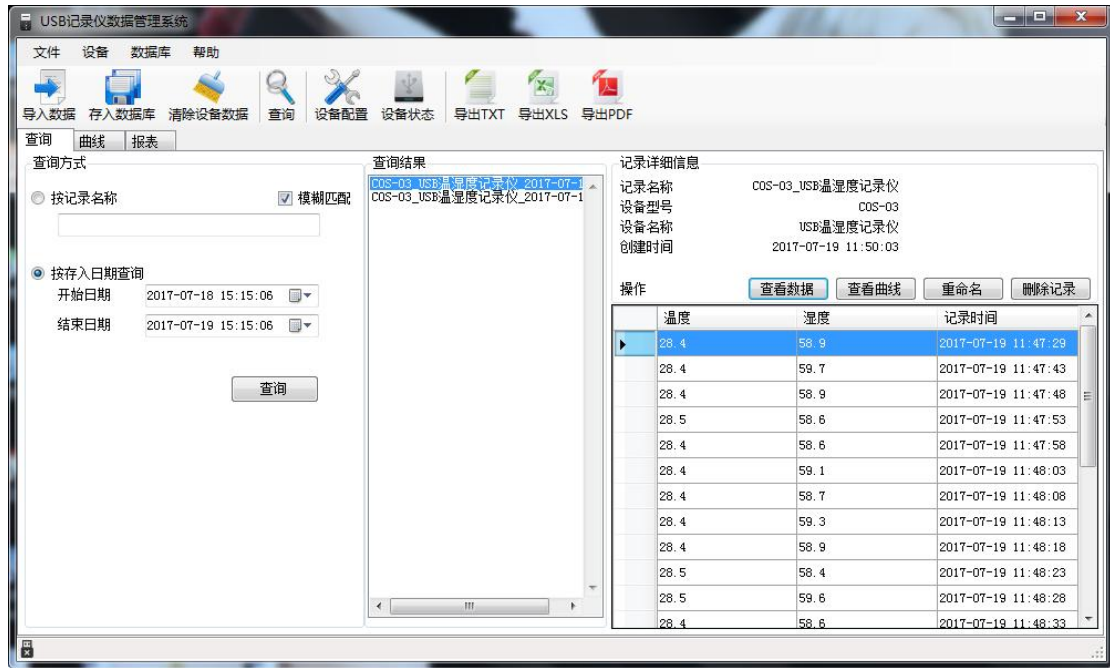 USB记录仪数据管理系统
文件 设备 数据库 帮助
导入数据 存入数据库 清除设备数据 查询 设备配置 设备状态 导出TXT 导出XLS 导出PDF
查询 曲线 报表
查询方式
按记录名称 模糊匹配
按存入日期查询
开始日期 2017-07-18 15:15:06
结束日期 2017-07-19 15:15:06
查询
查询结果
COS-03_USB温湿度记录仪_2017-07-1
COS-03_USB温湿度记录仪_2017-07-1
记录详细信息
记录名称 COS-03_USB温湿度记录仪
设备型号 COS-03
设备名称 USB温湿度记录仪
创建时间 2017-07-19 11:50:03
操作 查看数据 查看曲线 重命名 删除记录
温度 湿度 记录时间
28.4 58.9 2017-07-19 11:47:29
28.4 59.7 2017-07-19 11:47:43
28.4 58.9 2017-07-19 11:47:48
28.5 58.6 2017-07-19 11:47:53
28.4 58.6 2017-07-19 11:47:58
28.4 59.1 2017-07-19 11:48:03
28.4 58.7 2017-07-19 11:48:08
28.4 59.3 2017-07-19 11:48:13
28.4 58.9 2017-07-19 11:48:18
28.5 58.4 2017-07-19 11:48:23
28.5 59.6 2017-07-19 11:48:28
28.4 58.6 2017-07-19 11:48:33